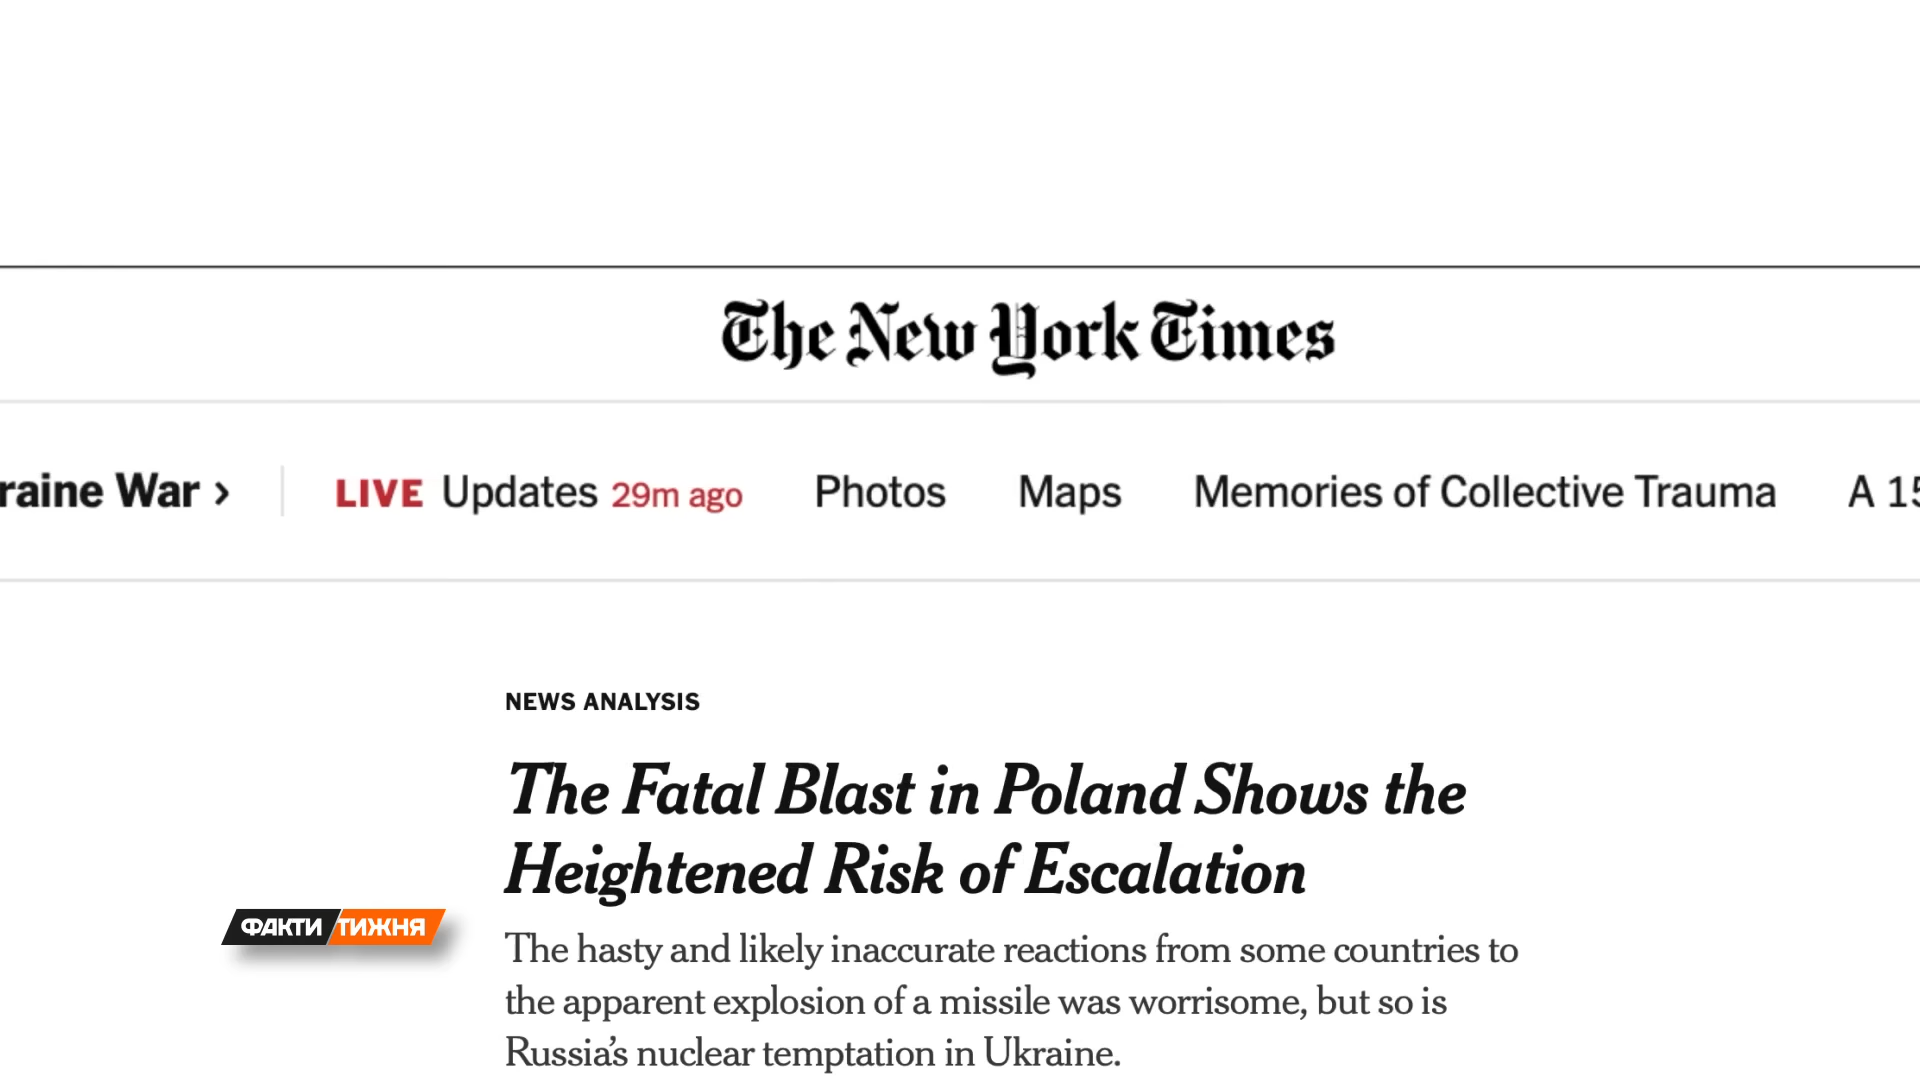 The New York Times
raine War > LIVE Updates 29m ago Photos Maps Memories of Collective Trauma A 15
NEWS ANALYSIS
The Fatal Blast in Poland Shows the
Heightened Risk of Escalation
ФАКТИ ТИЖНЯ
The hasty and likely inaccurate reactions from some countries to
the apparent explosion of a missile was worrisome, but so is
Russia’s nuclear temptation in Ukraine.